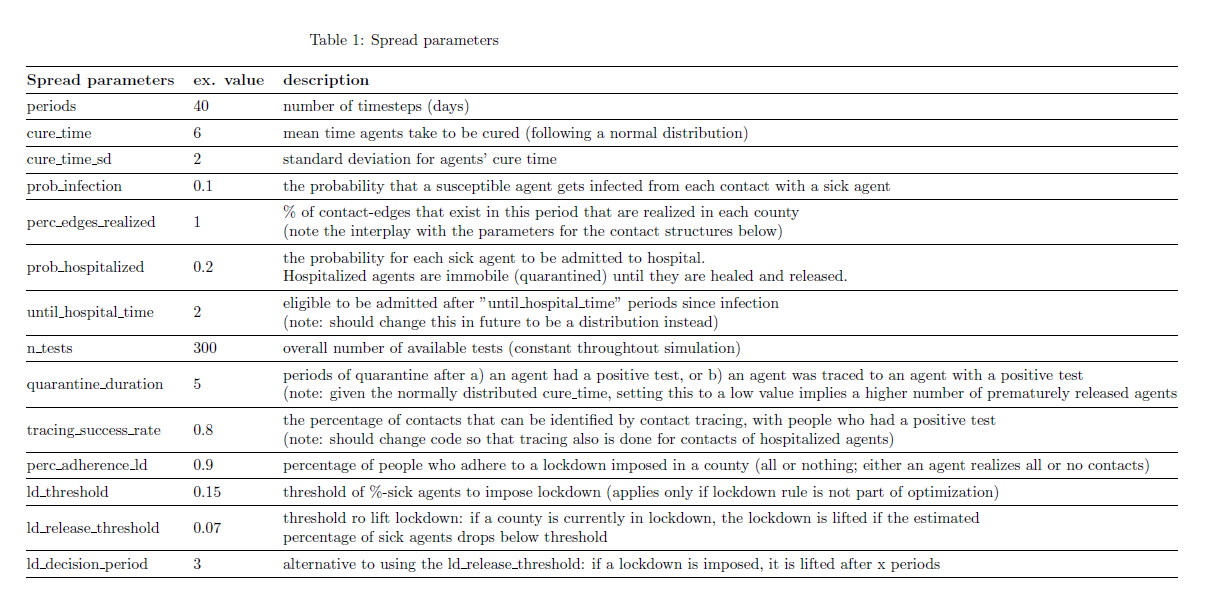 Table 1: Spread parameters
Spread parameters ex. value description
periods 40 number of timesteps (days)
cure_time 6 mean time agents take to be cured (following a normal distribution)
cure_time_sd 2 standard deviation for agents' cure time
prob_infection 0.1 the probability that a susceptible agent gets infected from each contact with a sick agent
perc_edges_realized 1 % of contact-edges that exist in this period that are realized in each county
(note the interplay with the parameters for the contact structures below)
prob_hospitalized 0.2 the probability for each sick agent to be admitted to hospital.
Hospitalized agents are immobile (quarantined) until they are healed and released.
until_hospital_time 2 eligible to be admitted after "until_hospital_time" periods since infection
(note: should change this in future to be a distribution instead)
n_tests 300 overall number of available tests (constant throughtout simulation)
quarantine_duration 5 periods of quarantine after a) an agent had a positive test, or b) an agent was traced to an agent with a positive test
(note: given the normally distributed cure_time, setting this to a low value implies a higher number of prematurely released agents
tracing_success_rate 0.8 the percentage of contacts that can be identified by contact tracing, with people who had a positive test
(note: should change code so that tracing also is done for contacts of hospitalized agents)
perc_adherence_ld 0.9 percentage of people who adhere to a lockdown imposed in a county (all or nothing; either an agent realizes all or no contacts)
ld_threshold 0.15 threshold of %-sick agents to impose lockdown (applies only if lockdown rule is not part of optimization)
ld_release_threshold 0.07 threshold ro lift lockdown: if a county is currently in lockdown, the lockdown is lifted if the estimated
percentage of sick agents drops below threshold
ld_decision_period 3 alternative to using the ld_release_threshold: if a lockdown is imposed, it is lifted after x periods